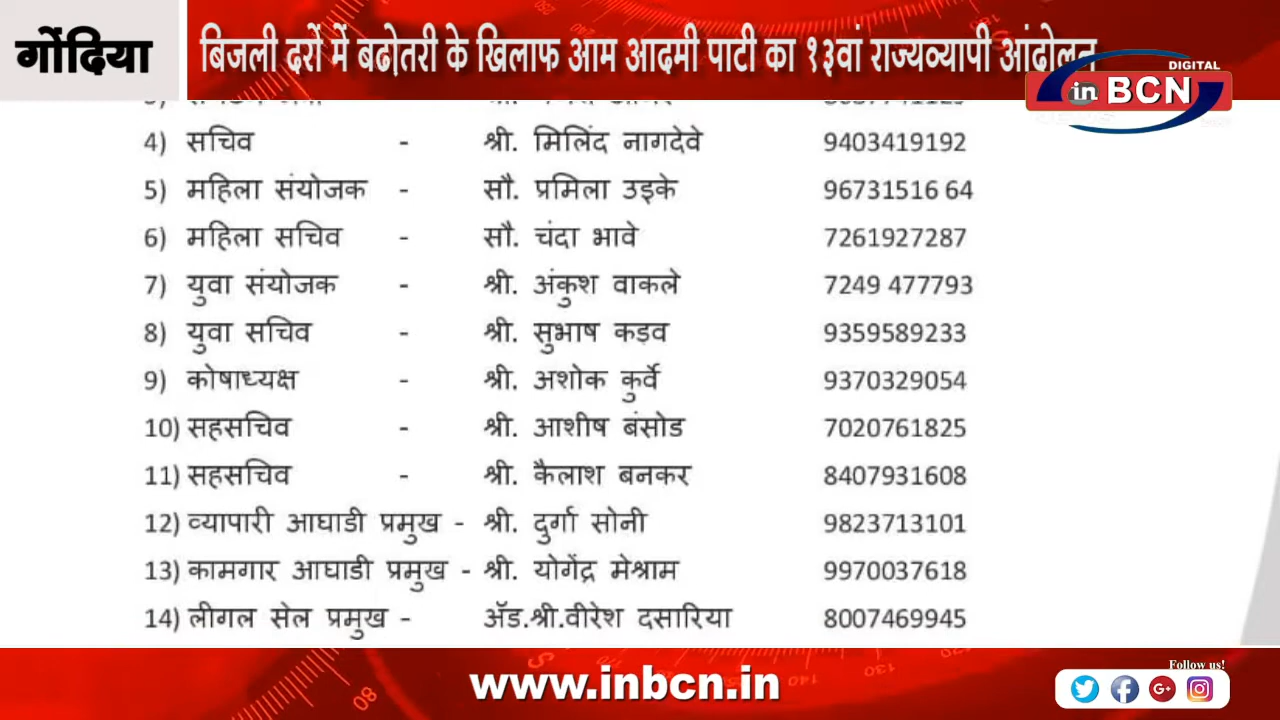 गोंदिया
बिजली दरों में बढो़तरी के खिलाफ आम आदमी पाटी का १३वां राज्यव्यापी आंदोलन
DIGITAL
in BCN
4) सचिव - श्री. मिलिंद नागदेवे 9403419192
5) महिला संयोजक - सौ. प्रमिला उइके 96731516 64
6) महिला सचिव - सौ. चंदा भावे 7261927287
7) युवा संयोजक - श्री. अंकुश वाकले 7249 477793
8) युवा सचिव - श्री. सुभाष कड़व 9359589233
9) कोषाध्यक्ष - श्री. अशोक कुर्वे 9370329054
10) सहसचिव - श्री. आशीष बंसोड 7020761825
11) सहसचिव - श्री. कैलाश बनकर 8407931608
12) व्यापारी आघाडी प्रमुख - श्री. दुर्गा सोनी 9823713101
13) कामगार आघाडी प्रमुख - श्री. योगेंद्र मेश्राम 9970037618
14) लीगल सेल प्रमुख - ॲड.श्री.वीरेश दसारिया 8007469945
www.inbcn.in
Follow us!